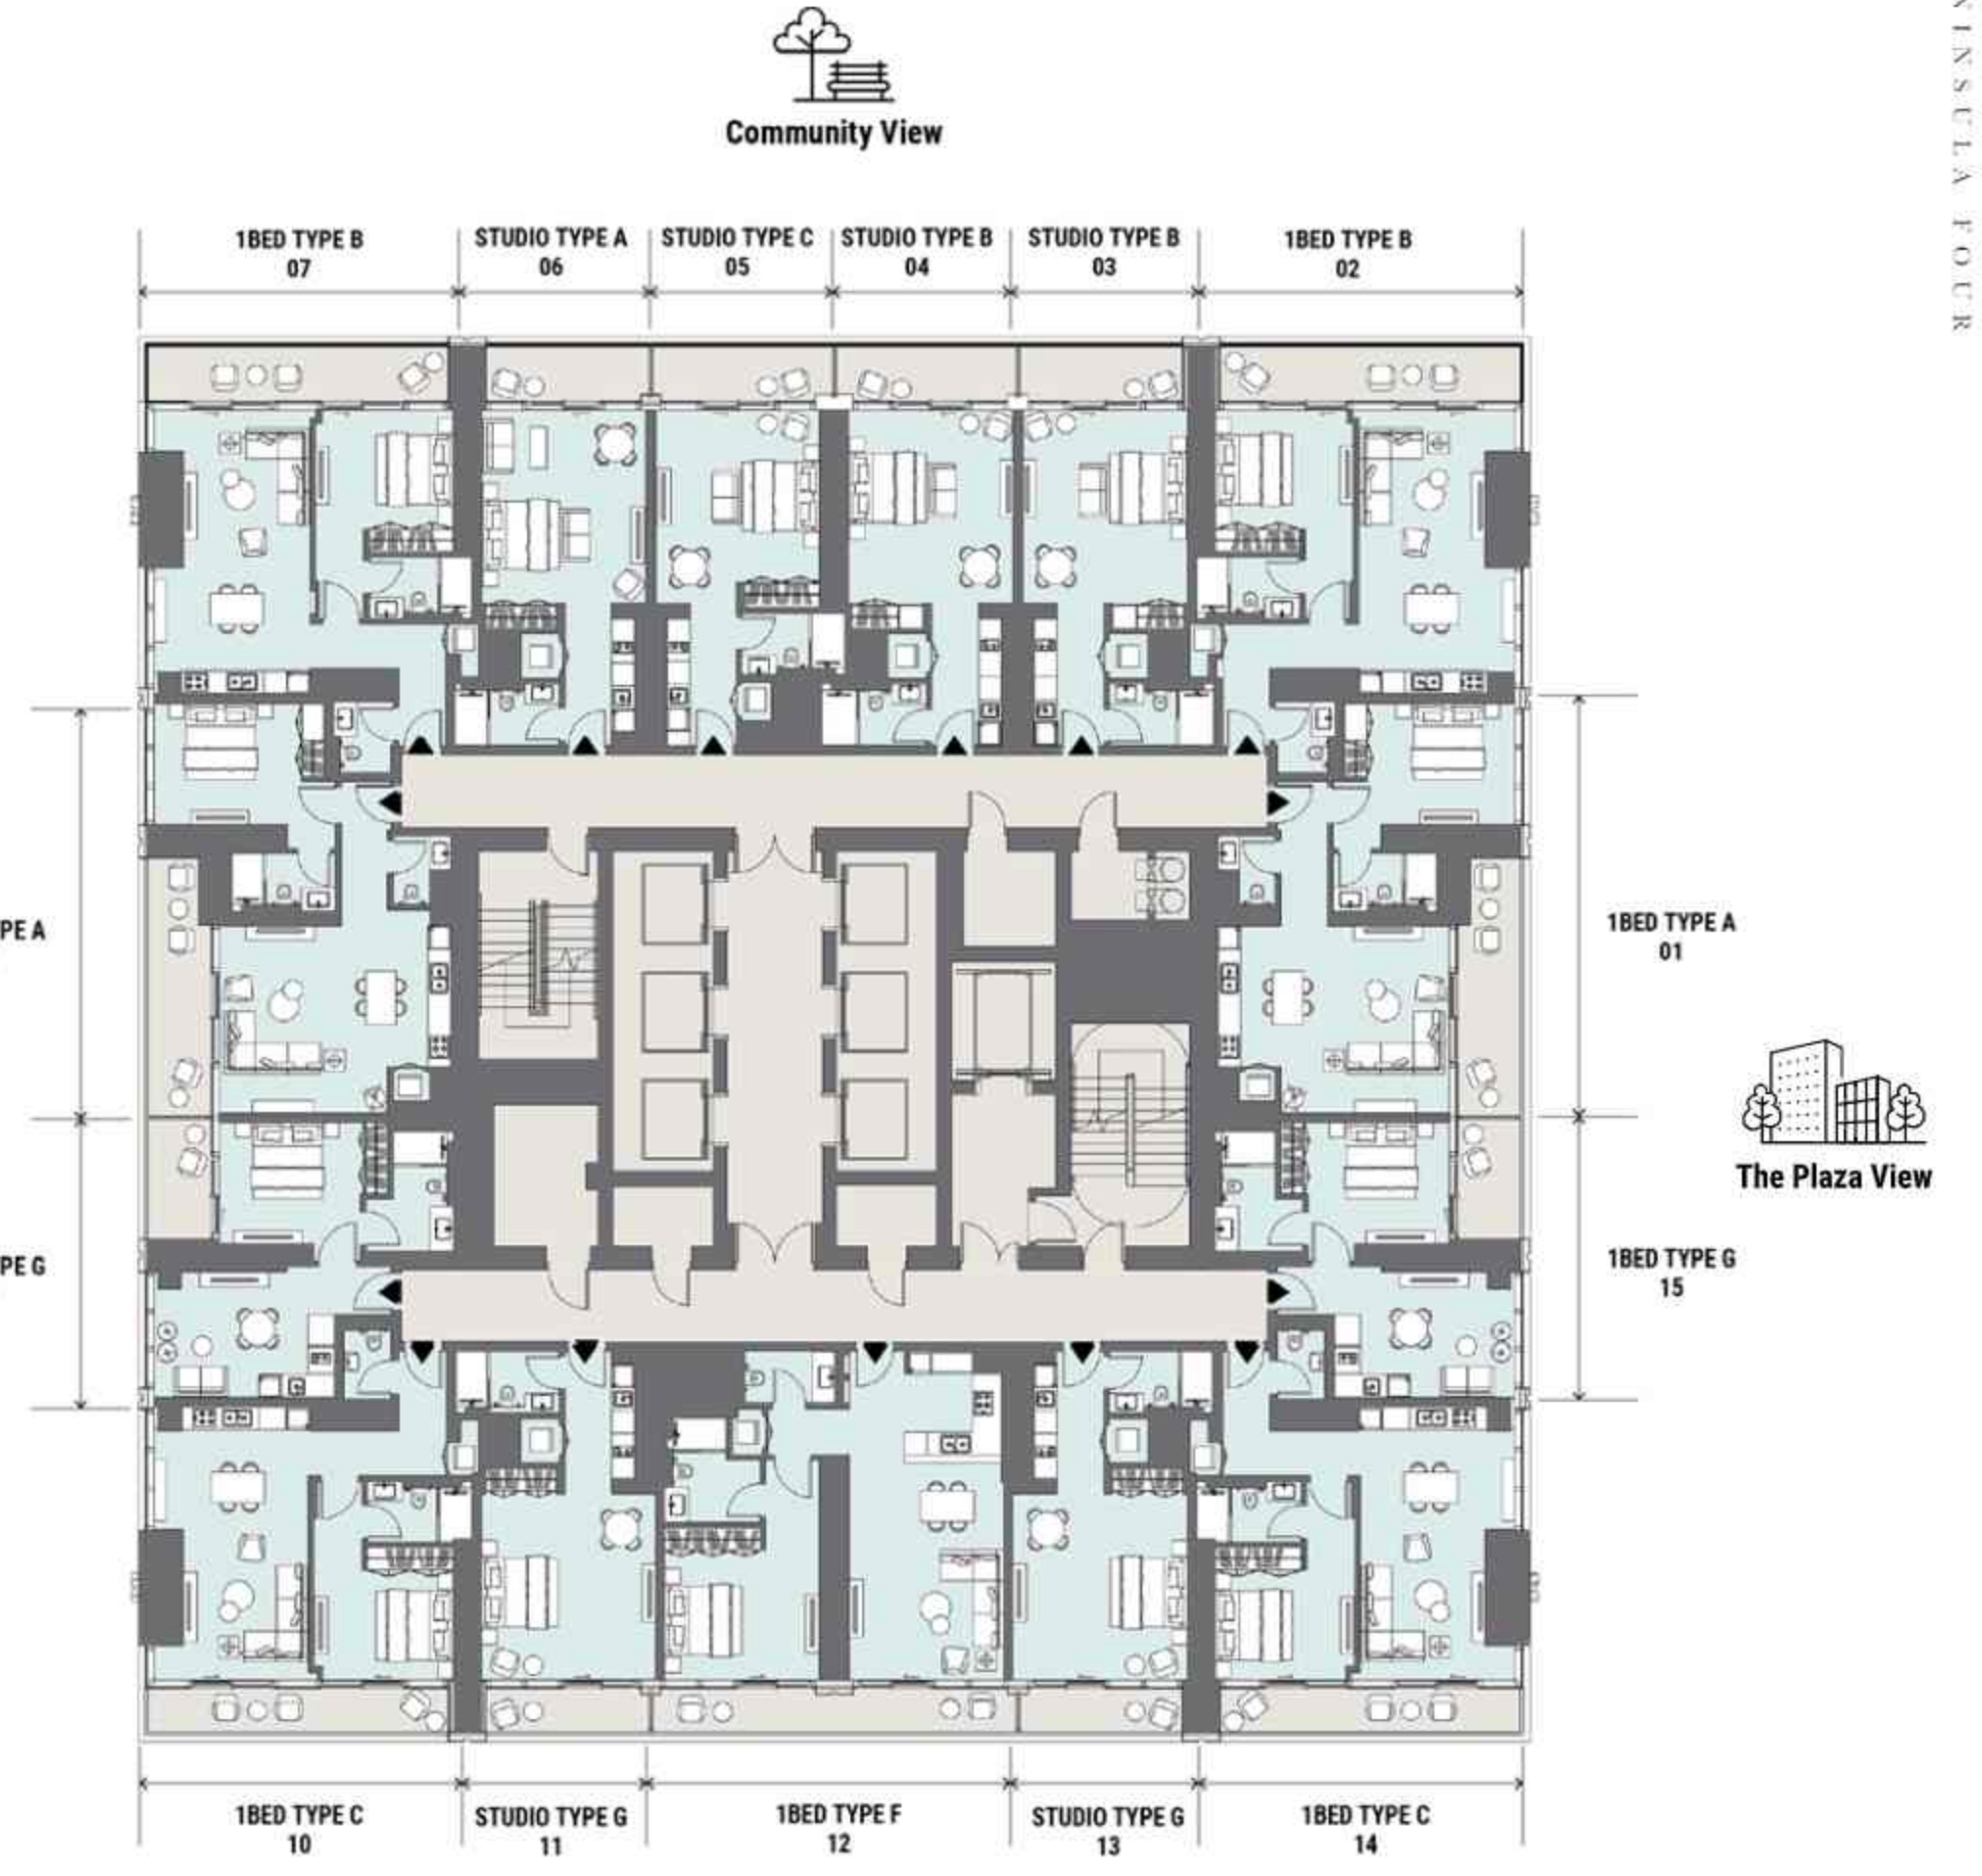 Community View
NINSULA FOUR
1BED TYPE B
07
STUDIO TYPE A
06
STUDIO TYPE C
05
STUDIO TYPE B
04
STUDIO TYPE B
03
1BED TYPE B
02
PE A
1BED TYPE A
01
The Plaza View
PE G
1BED TYPE G
15
1BED TYPE C
10
STUDIO TYPE G
11
1BED TYPE F
12
STUDIO TYPE G
13
1BED TYPE C
14